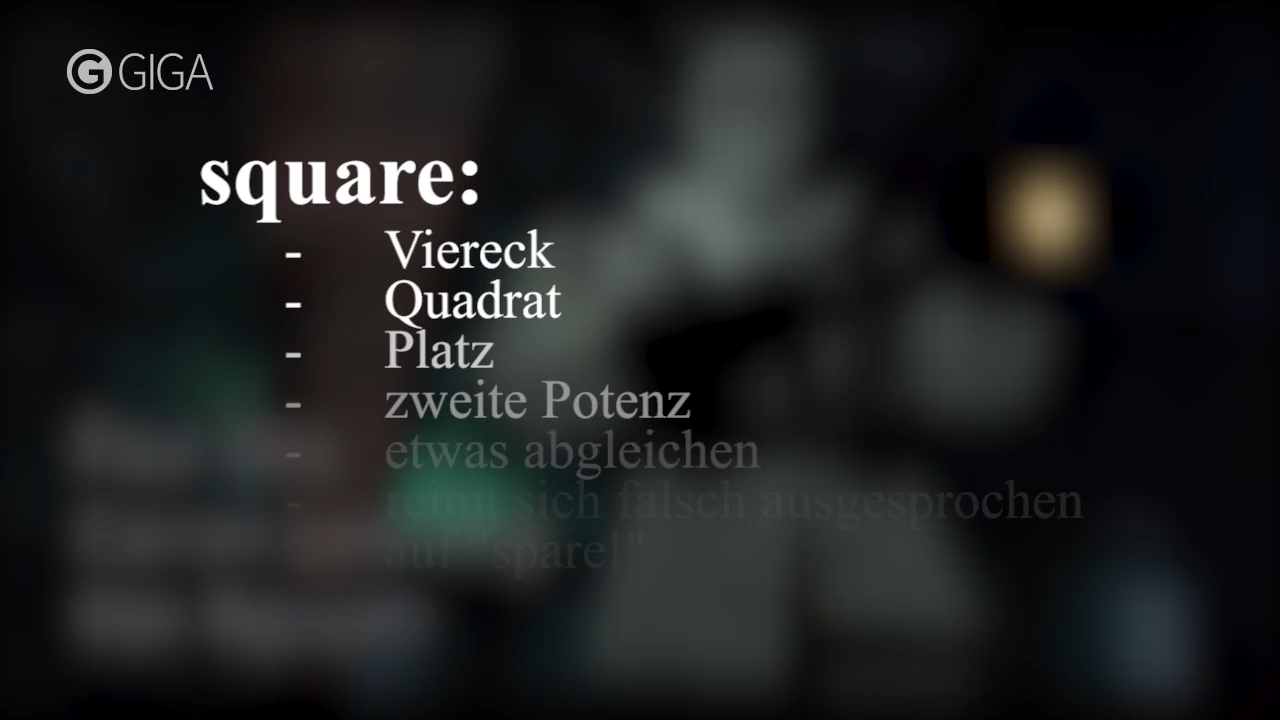 GIGA
square:
- Viereck
- Quadrat
- Platz
- zweite Potenz
- etwas abgleichen
- reimt sich falsch ausgesprochen
auf "spare!"